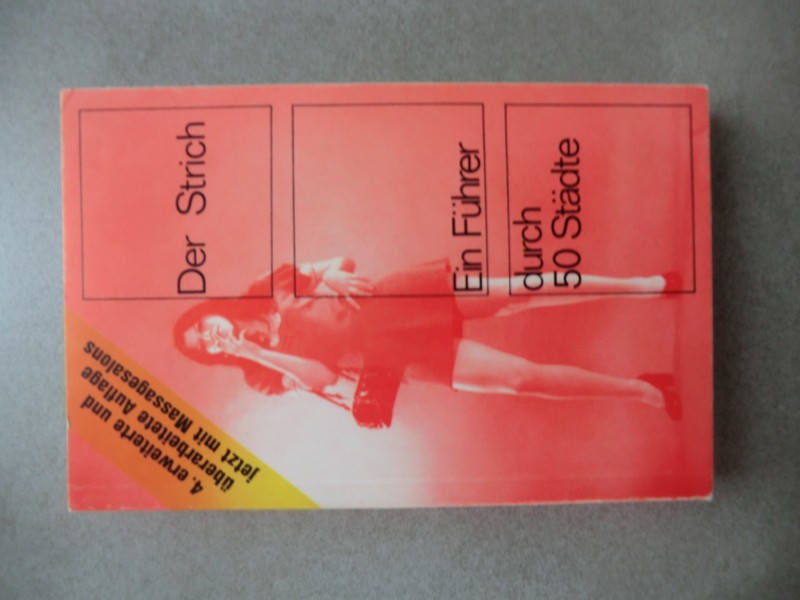 Der Strich
Ein Führer
durch
50 Städte
4. erweiterte und
überarbeitete Auflage
jetzt mit Massagesalons